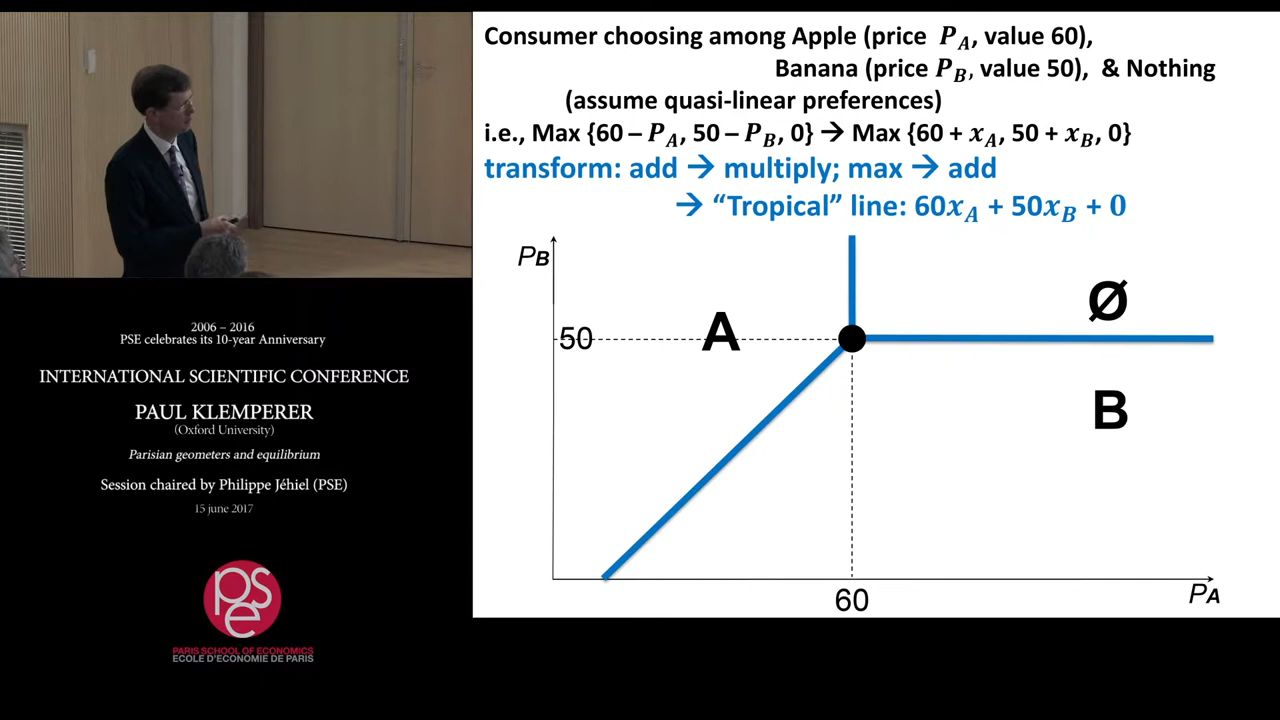 Consumer choosing among Apple (price P_A, value 60),
Banana (price P_B, value 50), & Nothing
(assume quasi-linear preferences)
i.e., Max {60 – P_A, 50 – P_B, 0} → Max {60 + x_A, 50 + x_B, 0}
transform: add → multiply; max → add
→ “Tropical” line: 60x_A + 50x_B + 0
PB
50
A
Ø
B
60
PA
2006 – 2016
PSE celebrates its 10-year Anniversary
INTERNATIONAL SCIENTIFIC CONFERENCE
PAUL KLEMPERER
(Oxford University)
Parisian geometers and equilibrium
Session chaired by Philippe Jéhiel (PSE)
15 june 2017
pse
PARIS SCHOOL OF ECONOMICS
ECOLE D'ECONOMIE DE PARIS